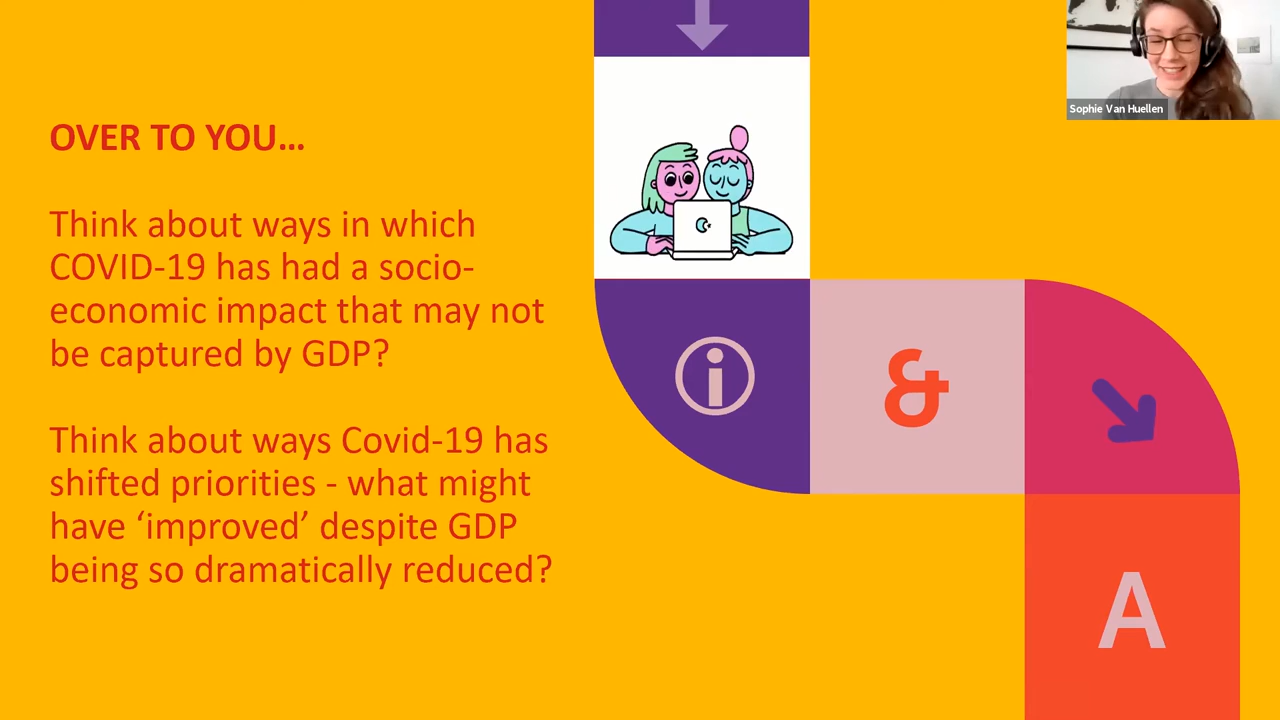 OVER TO YOU…
Think about ways in which
COVID-19 has had a socio-
economic impact that may not
be captured by GDP?
Think about ways Covid-19 has
shifted priorities - what might
have ‘improved’ despite GDP
being so dramatically reduced?
Sophie Van Huellen
i
&
A